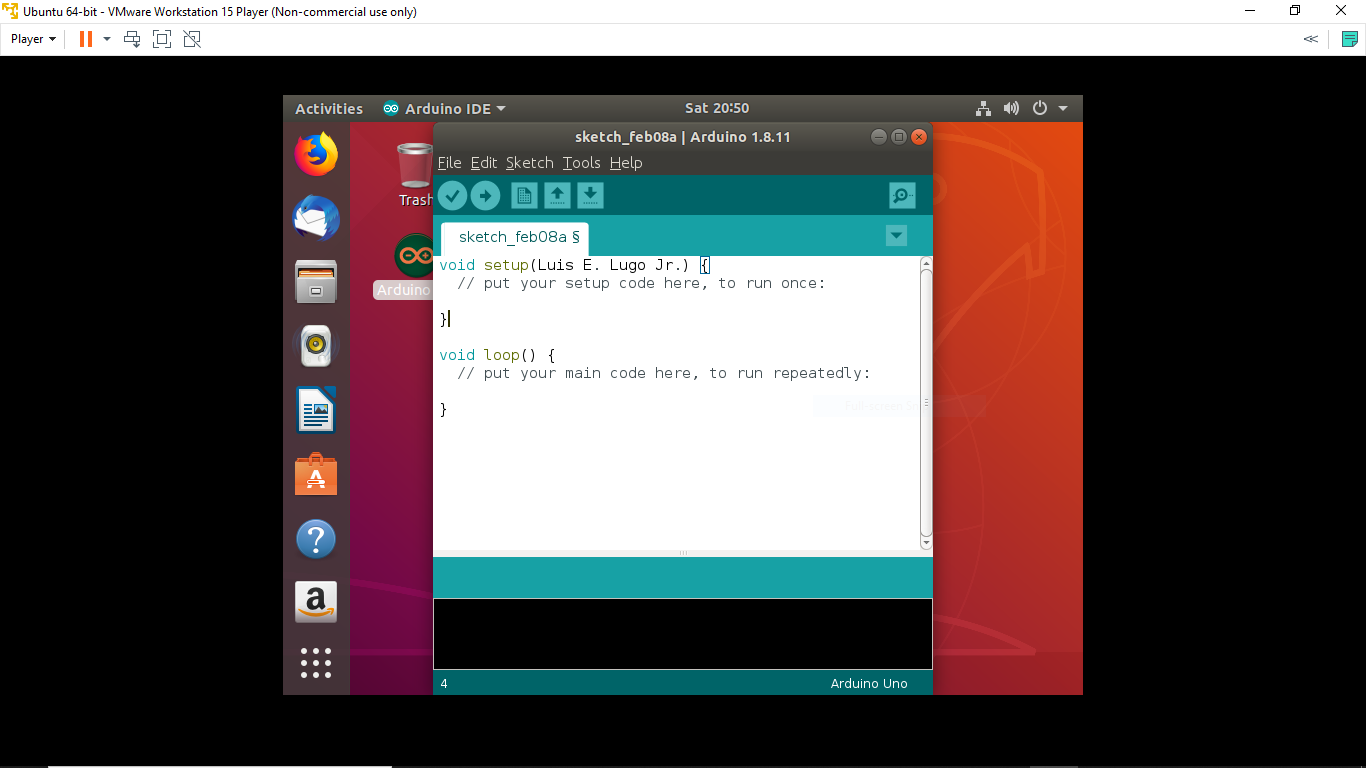 Ubuntu 64-bit - VMware Workstation 15 Player (Non-commercial use only)
Player
Activities
Arduino IDE
Sat 20:50
sketch_feb08a | Arduino 1.8.11
File Edit Sketch Tools Help
Trash
sketch_feb08a §
Arduino
void setup(Luis E. Lugo Jr.) {
// put your setup code here, to run once:
}
void loop() {
// put your main code here, to run repeatedly:
}
4
Arduino Uno